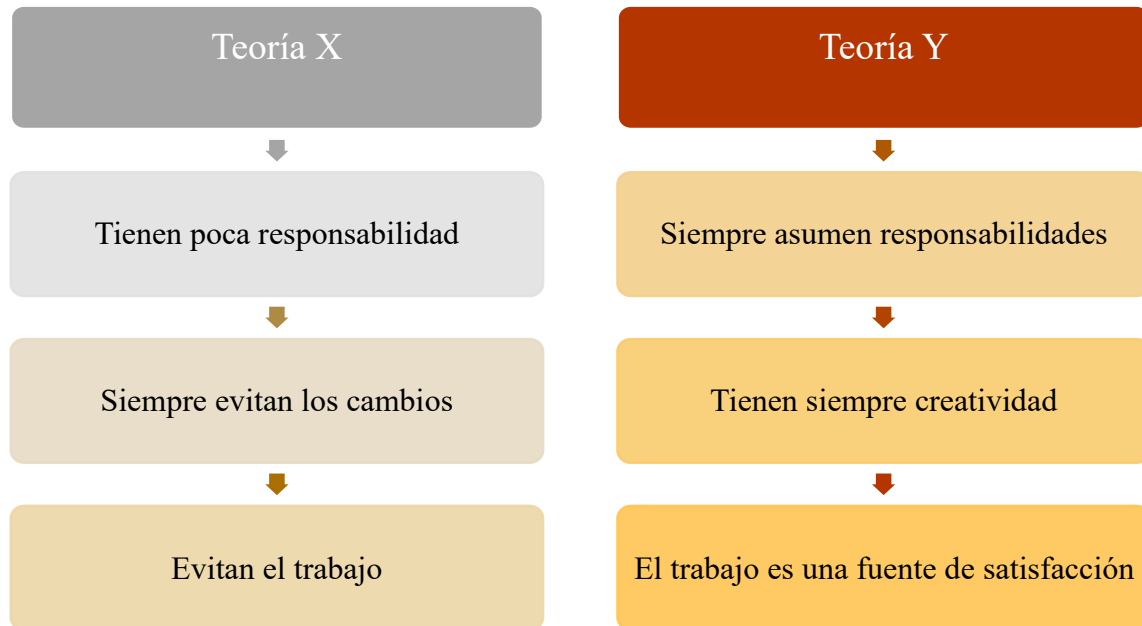 Teoría X
Tienen poca responsabilidad
Siempre evitan los cambios
Evitan el trabajo
Teoría Y
Siempre asumen responsabilidades
Tienen siempre creatividad
El trabajo es una fuente de satisfacción